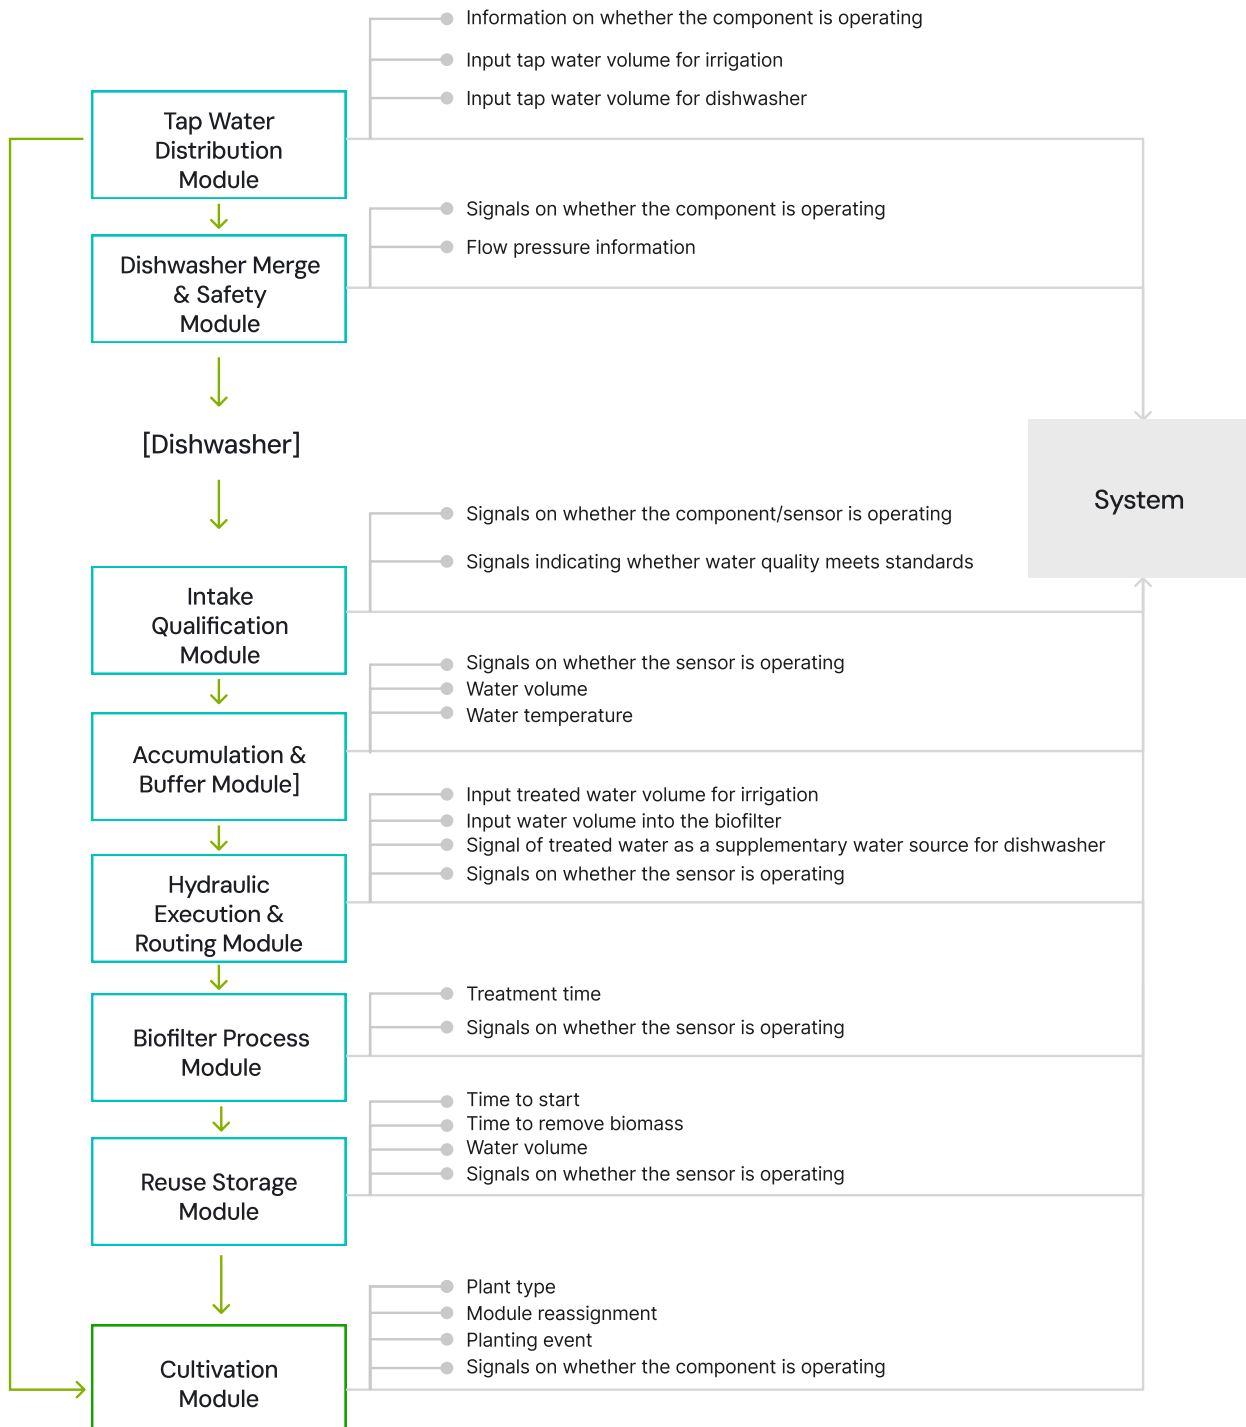 Information on whether the component is operating
Input tap water volume for irrigation
Input tap water volume for dishwasher
Tap Water
Distribution
Module
Signals on whether the component is operating
Flow pressure information
Dishwasher Merge
& Safety
Module
[Dishwasher]
System
Signals on whether the component/sensor is operating
Signals indicating whether water quality meets standards
Intake
Qualification
Module
Signals on whether the sensor is operating
Water volume
Water temperature
Accumulation &
Buffer Module]
Input treated water volume for irrigation
Input water volume into the biofilter
Signal of treated water as a supplementary water source for dishwasher
Signals on whether the sensor is operating
Hydraulic
Execution &
Routing Module
Treatment time
Signals on whether the sensor is operating
Biofilter Process
Module
Time to start
Time to remove biomass
Water volume
Signals on whether the sensor is operating
Reuse Storage
Module
Plant type
Module reassignment
Planting event
Signals on whether the component is operating
Cultivation
Module